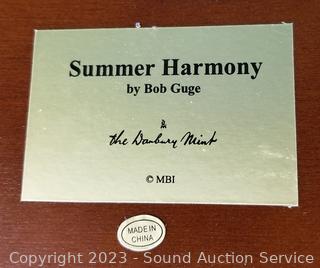 Summer Harmony
by Bob Guge
the Danbury Mint
© MBI
MADE IN
CHINA
Copyright 2023 - Sound Auction Service